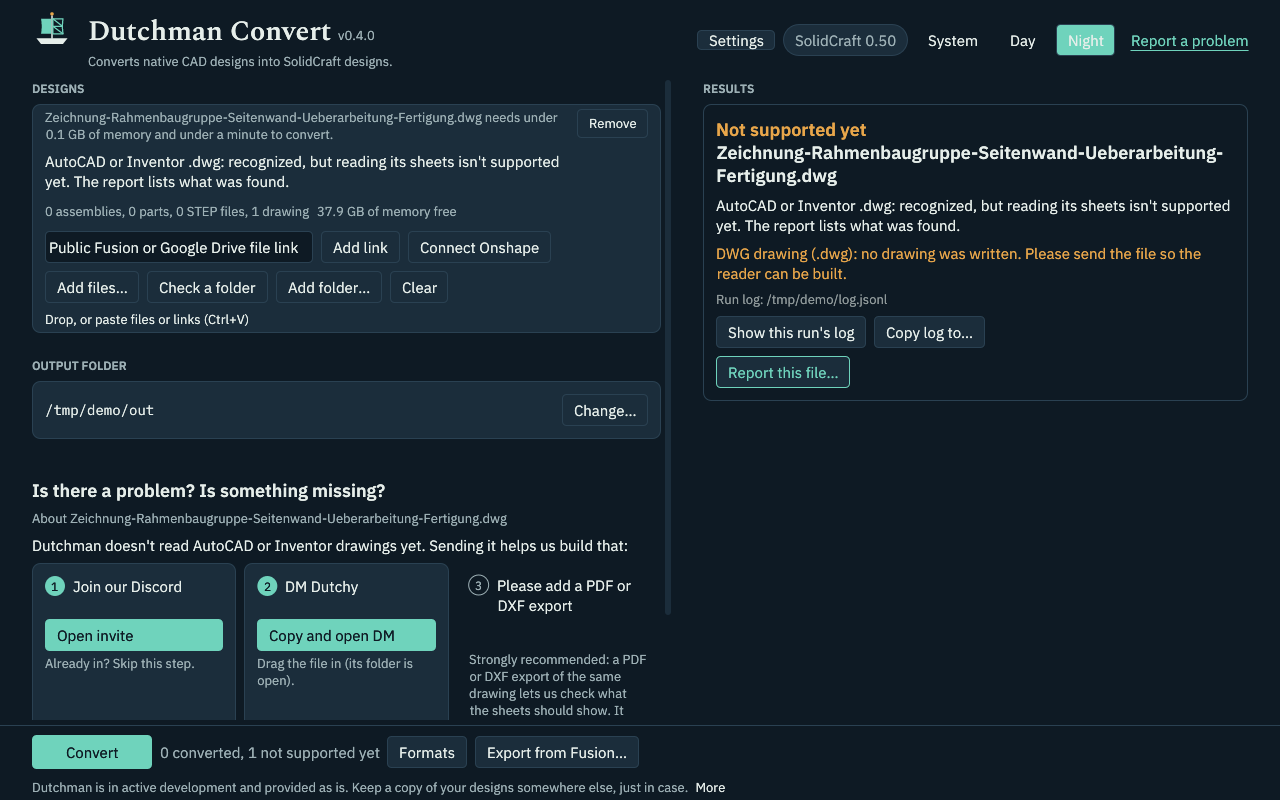 Dutchman Convert v0.4.0
Converts native CAD designs into SolidCraft designs.
Settings
SolidCraft 0.50
System
Day
Night
Report a problem
DESIGNS
Zeichnung-Rahmenbaugruppe-Seitenwand-Ueberarbeitung-Fertigung.dwg needs under
0.1 GB of memory and under a minute to convert.
Remove
AutoCAD or Inventor .dwg: recognized, but reading its sheets isn't supported
yet. The report lists what was found.
0 assemblies, 0 parts, 0 STEP files, 1 drawing 37.9 GB of memory free
Public Fusion or Google Drive file link
Add link
Connect Onshape
Add files...
Check a folder
Add folder...
Clear
Drop, or paste files or links (Ctrl+V)
OUTPUT FOLDER
/tmp/demo/out
Change...
Is there a problem? Is something missing?
About Zeichnung-Rahmenbaugruppe-Seitenwand-Ueberarbeitung-Fertigung.dwg
Dutchman doesn't read AutoCAD or Inventor drawings yet. Sending it helps us build that:
1 Join our Discord
Open invite
Already in? Skip this step.
2 DM Dutchy
Copy and open DM
Drag the file in (its folder is
open).
3 Please add a PDF or
DXF export
Strongly recommended: a PDF
or DXF export of the same
drawing lets us check what
the sheets should show. It
RESULTS
Not supported yet
Zeichnung-Rahmenbaugruppe-Seitenwand-Ueberarbeitung-
Fertigung.dwg
AutoCAD or Inventor .dwg: recognized, but reading its sheets isn't supported
yet. The report lists what was found.
DWG drawing (.dwg): no drawing was written. Please send the file so the
reader can be built.
Run log: /tmp/demo/log.jsonl
Show this run's log
Copy log to...
Report this file...
Convert
0 converted, 1 not supported yet
Formats
Export from Fusion...
Dutchman is in active development and provided as is. Keep a copy of your designs somewhere else, just in case. More